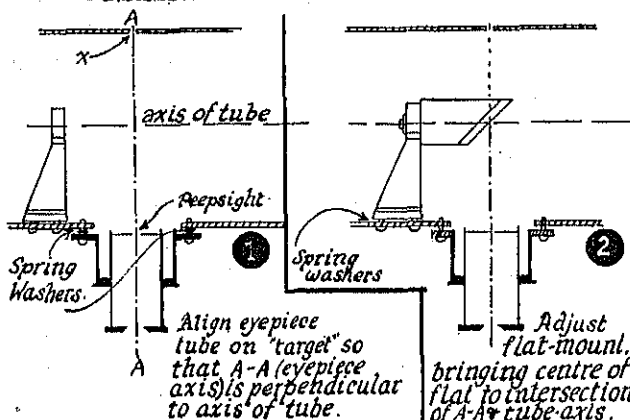 A
x
axis of tube
Peepsight
Spring
Washers.
1
A
Align eyepiece
tube on "target" so
that A-A (eyepiece
axis) is perpendicular
to axis of tube.
Spring
washers
2
Adjust
flat-mount,
bringing centre of
flat to intersection
of A-A & tube-axis.